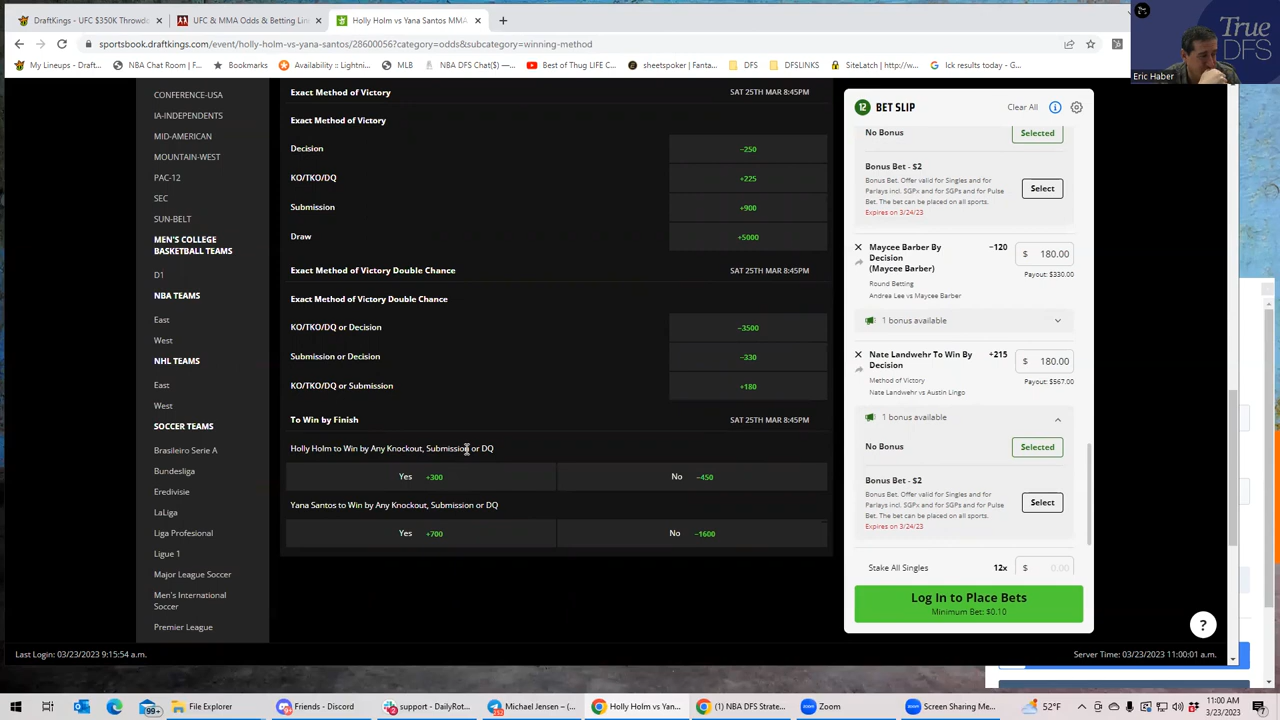 DraftKings - UFC $350K Throwdo
UFC & MMA Odds & Betting Lin
Holly Holm vs Yana Santos MMA
sportsbook.draftkings.com/event/holly-holm-vs-yana-santos/28600056?category=odds&subcategory=winning-method
My Lineups - Draft...
NBA Chat Room | F...
Bookmarks
Availability :: Lightni...
MLB
NBA DFS Chat($) -...
Best of Thug LIFE C...
sheetspoker | Fanta...
DFS
DFSLINKS
SiteLatch | http://w...
lck results today - G...
True
DFS
Eric Haber
CONFERENCE-USA
IA-INDEPENDENTS
MID-AMERICAN
MOUNTAIN-WEST
PAC-12
SEC
SUN-BELT
MEN'S COLLEGE
BASKETBALL TEAMS
D1
NBA TEAMS
East
West
NHL TEAMS
East
West
SOCCER TEAMS
Brasileiro Serie A
Bundesliga
Eredivisie
LaLiga
Liga Profesional
Ligue 1
Major League Soccer
Men's International
Soccer
Premier League
Exact Method of Victory SAT 25TH MAR 8:45PM
Exact Method of Victory
Decision −250
KO/TKO/DQ +225
Submission +900
Draw +5000
Exact Method of Victory Double Chance SAT 25TH MAR 8:45PM
Exact Method of Victory Double Chance
KO/TKO/DQ or Decision −3500
Submission or Decision −330
KO/TKO/DQ or Submission +180
To Win by Finish SAT 25TH MAR 8:45PM
Holly Holm to Win by Any Knockout, Submission or DQ
Yes +300 No −450
Yana Santos to Win by Any Knockout, Submission or DQ
Yes +700 No −1600
12 BET SLIP Clear All
No Bonus Selected
Bonus Bet - $2
Bonus Bet. Offer valid for Singles and for
Parlays incl. SGPx and for SGPs and for Pulse
Bet. The bet can be placed on all sports.
Expires on 3/24/23
Select
Maycee Barber By
Decision
(Maycee Barber)
−120 $ 180.00
Payout: $330.00
Round Betting
Andrea Lee vs Maycee Barber
1 bonus available
Nate Landwehr To Win By
Decision
+215 $ 180.00
Payout: $567.00
Method of Victory
Nate Landwehr vs Austin Lingo
1 bonus available
No Bonus Selected
Bonus Bet - $2
Bonus Bet. Offer valid for Singles and for
Parlays incl. SGPx and for SGPs and for Pulse
Bet. The bet can be placed on all sports.
Expires on 3/24/23
Select
Stake All Singles 12x $ 0.00
Log In to Place Bets
Minimum Bet: $0.10
?
Last Login: 03/23/2023 9:15:54 a.m. Server Time: 03/23/2023 11:00:01 a.m.
99+
File Explorer
Friends - Discord
support - DailyRot...
Michael Jensen – (...
Holly Holm vs Yan...
(1) NBA DFS Strate...
Zoom
Screen Sharing Me...
52°F
11:00 AM
3/23/2023